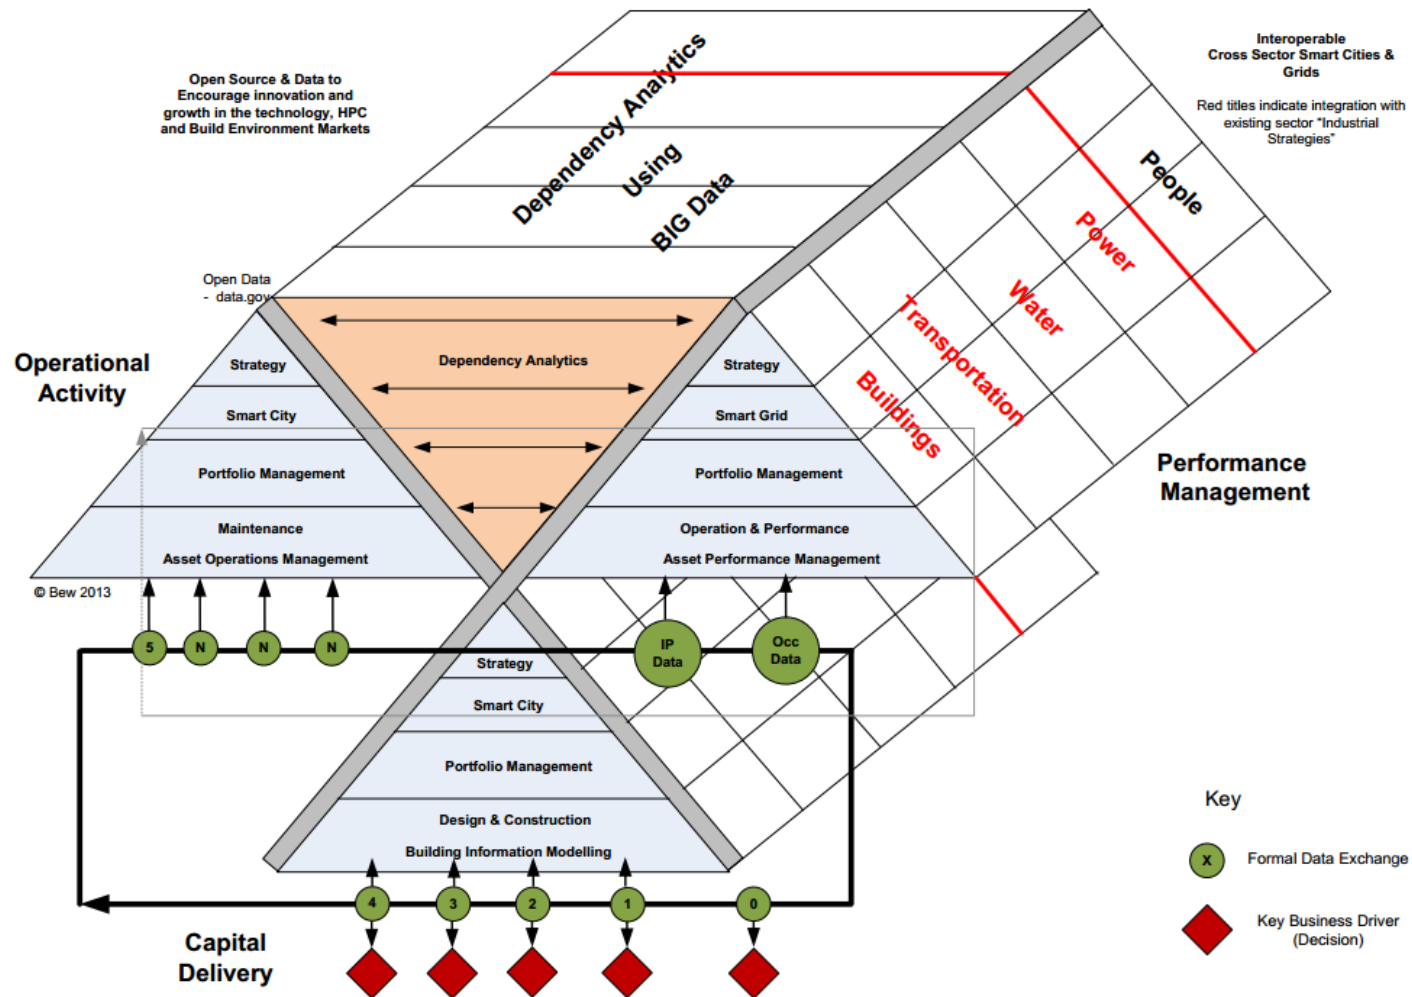 Open Source & Data to
Encourage innovation and
growth in the technology, HPC
and Build Environment Markets
Interoperable
Cross Sector Smart Cities &
Grids
Red titles indicate integration with
existing sector "Industrial
Strategies"
Dependency Analytics
Using
BIG Data
People
Power
Water
Transportation
Buildings
Open Data
- data.gov
Operational
Activity
Strategy
Smart City
Portfolio Management
Maintenance
Asset Operations Management
Dependency Analytics
Strategy
Smart Grid
Portfolio Management
Operation & Performance
Asset Performance Management
Performance
Management
© Bew 2013
5
N
N
N
IP
Data
Occ
Data
Strategy
Smart City
Portfolio Management
Design & Construction
Building Information Modelling
4
3
2
1
0
Capital
Delivery
Key
X
Formal Data Exchange
Key Business Driver
(Decision)